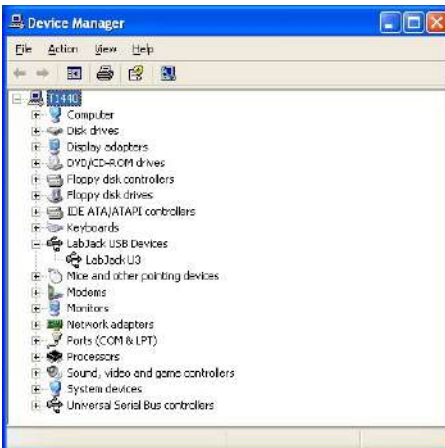 Device Manager
File Action View Help
T1440
Computer
Disk drives
Display adapters
DVD/CD-ROM drives
Floppy disk controllers
Floppy disk drives
IDE ATA/ATAPI controllers
Keyboards
LabJack USB Devices
LabJack U3
Mice and other pointing devices
Modems
Monitors
Network adapters
Ports (COM & LPT)
Processors
Sound, video and game controllers
System devices
Universal Serial Bus controllers